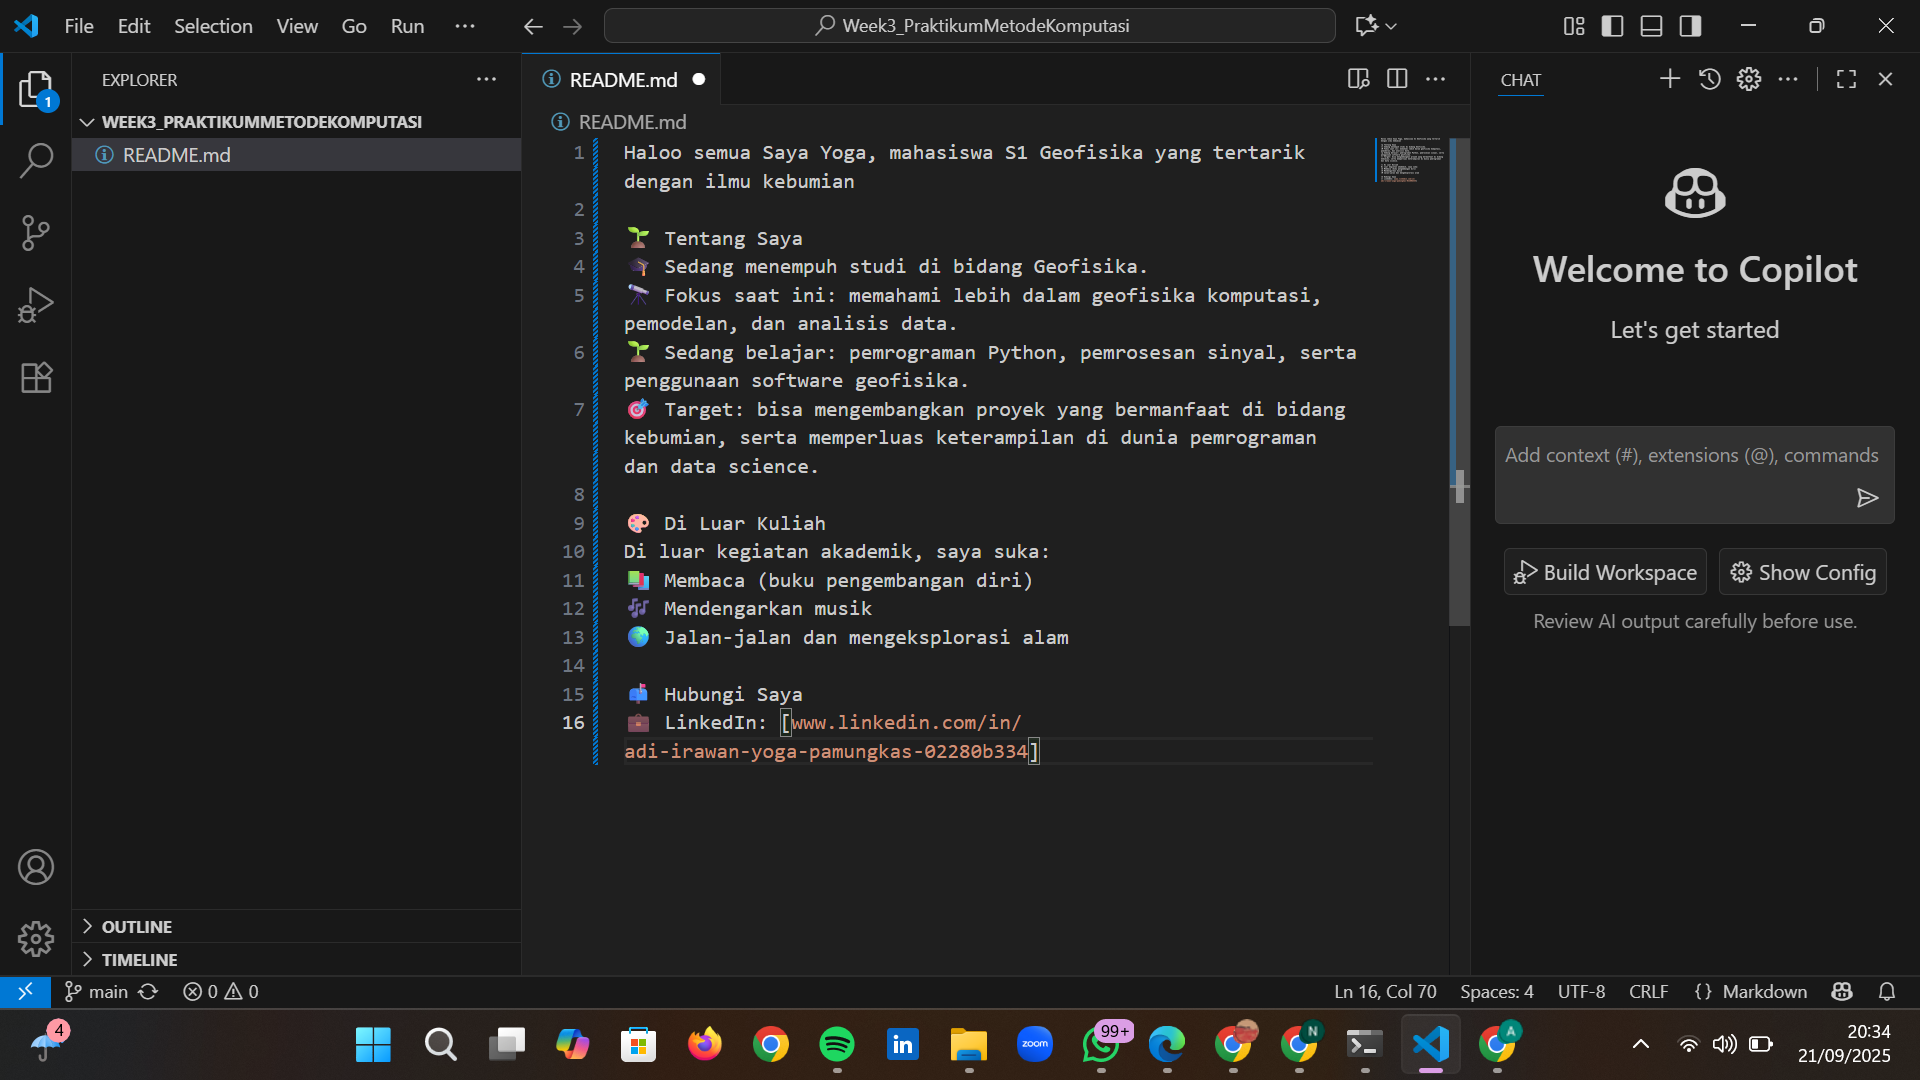 File Edit Selection View Go Run ...
Week3_PraktikumMetodeKomputasi
EXPLORER
1
WEEK3_PRAKTIKUMMETODEKOMPUTASI
README.md
OUTLINE
TIMELINE
README.md
README.md
1 Haloo semua Saya Yoga, mahasiswa S1 Geofisika yang tertarik
dengan ilmu kebumian
2
3 🌱 Tentang Saya
4 🎓 Sedang menempuh studi di bidang Geofisika.
5 🔭 Fokus saat ini: memahami lebih dalam geofisika komputasi,
pemodelan, dan analisis data.
6 🌱 Sedang belajar: pemrograman Python, pemrosesan sinyal, serta
penggunaan software geofisika.
7 🎯 Target: bisa mengembangkan proyek yang bermanfaat di bidang
kebumian, serta memperluas keterampilan di dunia pemrograman
dan data science.
8
9 🎨 Di Luar Kuliah
10 Di luar kegiatan akademik, saya suka:
11 📚 Membaca (buku pengembangan diri)
12 🎶 Mendengarkan musik
13 🌍 Jalan-jalan dan mengeksplorasi alam
14
15 📫 Hubungi Saya
16 💼 LinkedIn: [www.linkedin.com/in/
adi-irawan-yoga-pamungkas-02280b334]
CHAT
Welcome to Copilot
Let's get started
Add context (#), extensions (@), commands
Build Workspace Show Config
Review AI output carefully before use.
main 0 0 Ln 16, Col 70 Spaces: 4 UTF-8 CRLF {} Markdown
4 in zoom 99+ N A
20:34
21/09/2025